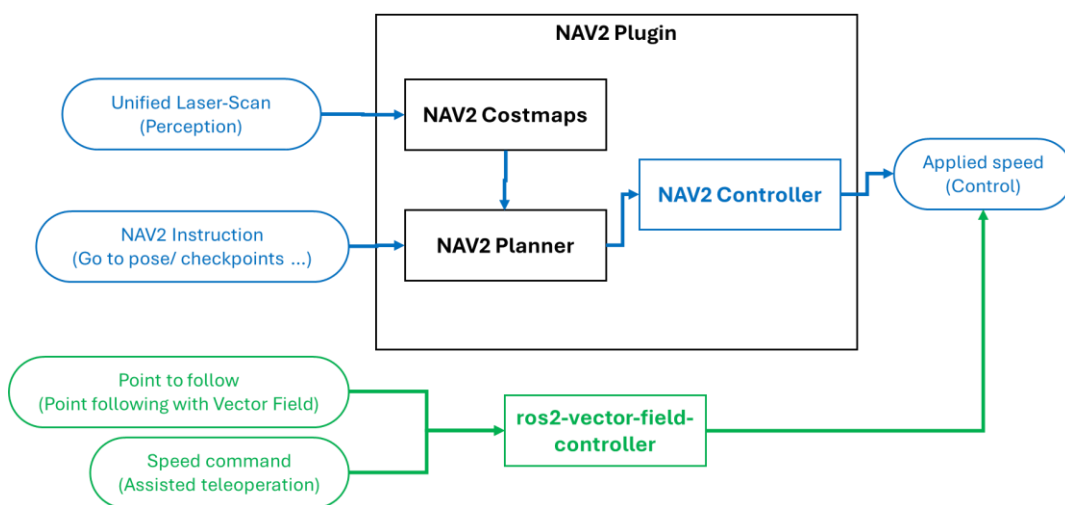 NAV2 Plugin
Unified Laser-Scan
(Perception)
NAV2 Costmaps
NAV2 Controller
Applied speed
(Control)
NAV2 Instruction
(Go to pose/ checkpoints ...)
NAV2 Planner
Point to follow
(Point following with Vector Field)
ros2-vector-field-
controller
Speed command
(Assisted teleoperation)